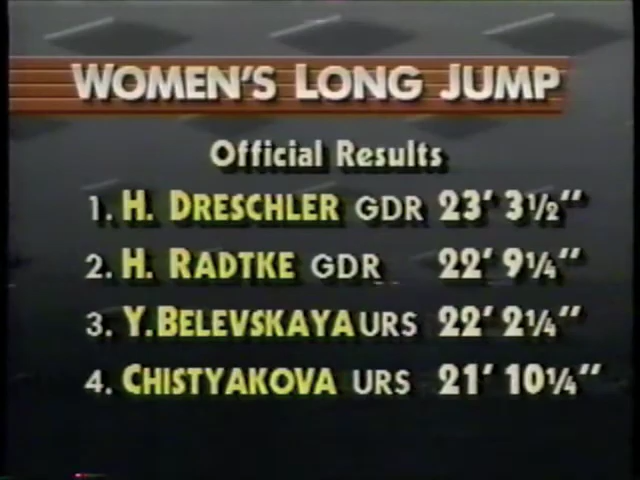 WOMEN'S LONG JUMP
Official Results
1. H. DRESCHLER GDR 23' 3½"
2. H. RADTKE GDR 22' 9¼"
3. Y. BELEVSKAYA URS 22' 2¼"
4. CHISTYAKOVA URS 21' 10¼"